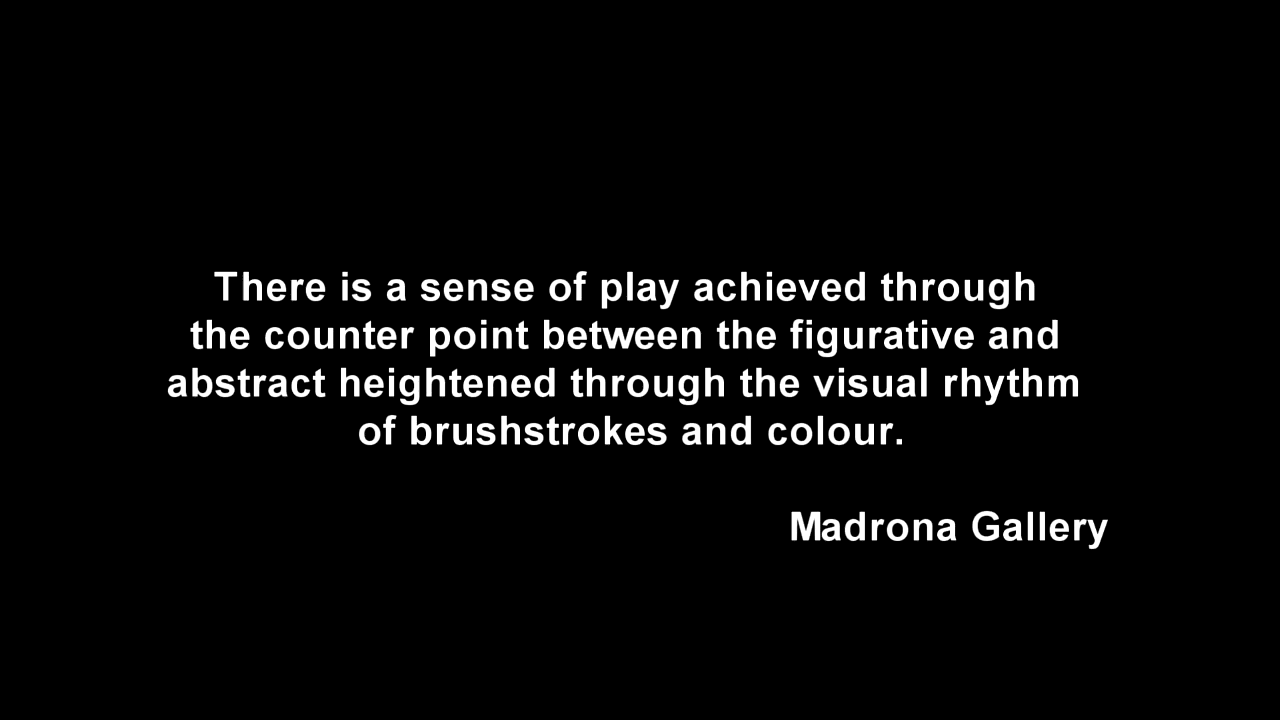 There is a sense of play achieved through
the counter point between the figurative and
abstract heightened through the visual rhythm
of brushstrokes and colour.
Madrona Gallery